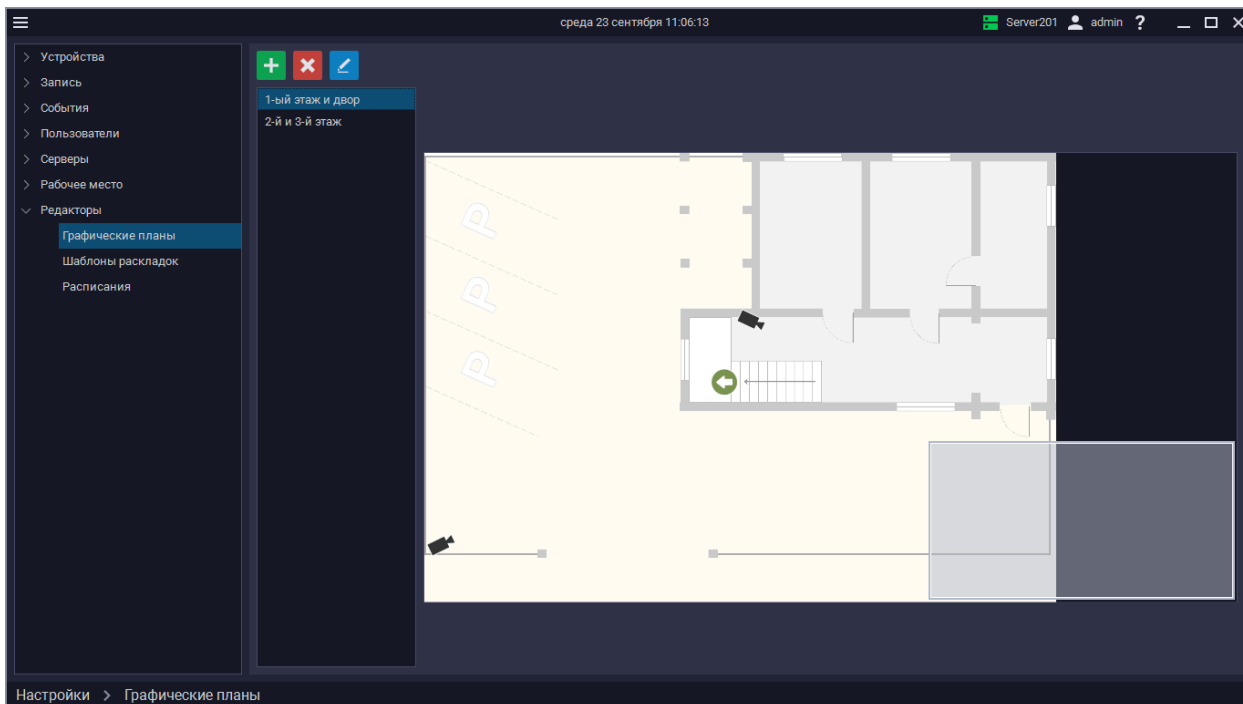 среда 23 сентября 11:06:13
Server201 admin ?
Устройства
Запись
События
Пользователи
Серверы
Рабочее место
Редакторы
Графические планы
Шаблоны раскладок
Расписания
1-ый этаж и двор
2-й и 3-й этаж
P
P
P
Настройки > Графические планы